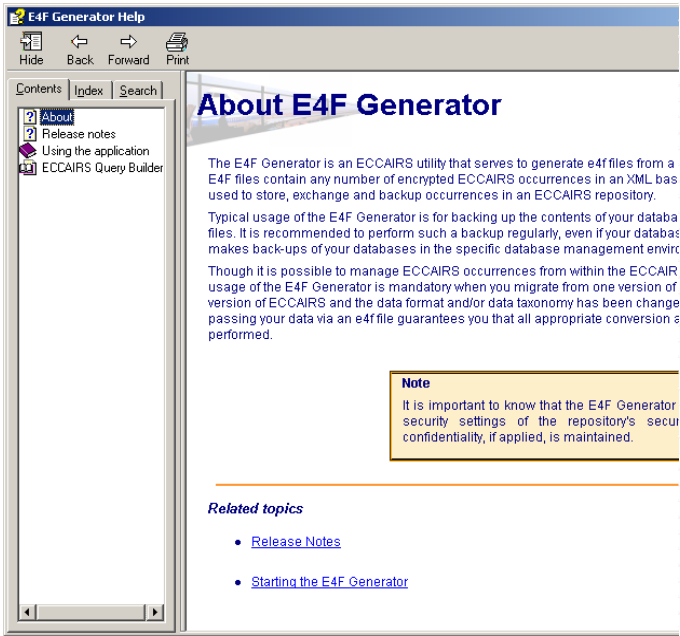 E4F Generator Help
Hide Back Forward Print
Contents Index Search
About
Release notes
Using the application
ECCAIRS Query Builder
About E4F Generator
The E4F Generator is an ECCAIRS utility that serves to generate e4f files from a
E4F files contain any number of encrypted ECCAIRS occurrences in an XML bas
used to store, exchange and backup occurrences in an ECCAIRS repository.
Typical usage of the E4F Generator is for backing up the contents of your databa
files. It is recommended to perform such a backup regularly, even if your databas
makes back-ups of your databases in the specific database management enviro
Though it is possible to manage ECCAIRS occurrences from within the ECCAIR
usage of the E4F Generator is mandatory when you migrate from one version of
version of ECCAIRS and the data format and/or data taxonomy has been change
passing your data via an e4f file guarantees you that all appropriate conversion a
performed.
Note
It is important to know that the E4F Generator
security settings of the repository's secur
confidentiality, if applied, is maintained.
Related topics
Release Notes
Starting the E4F Generator